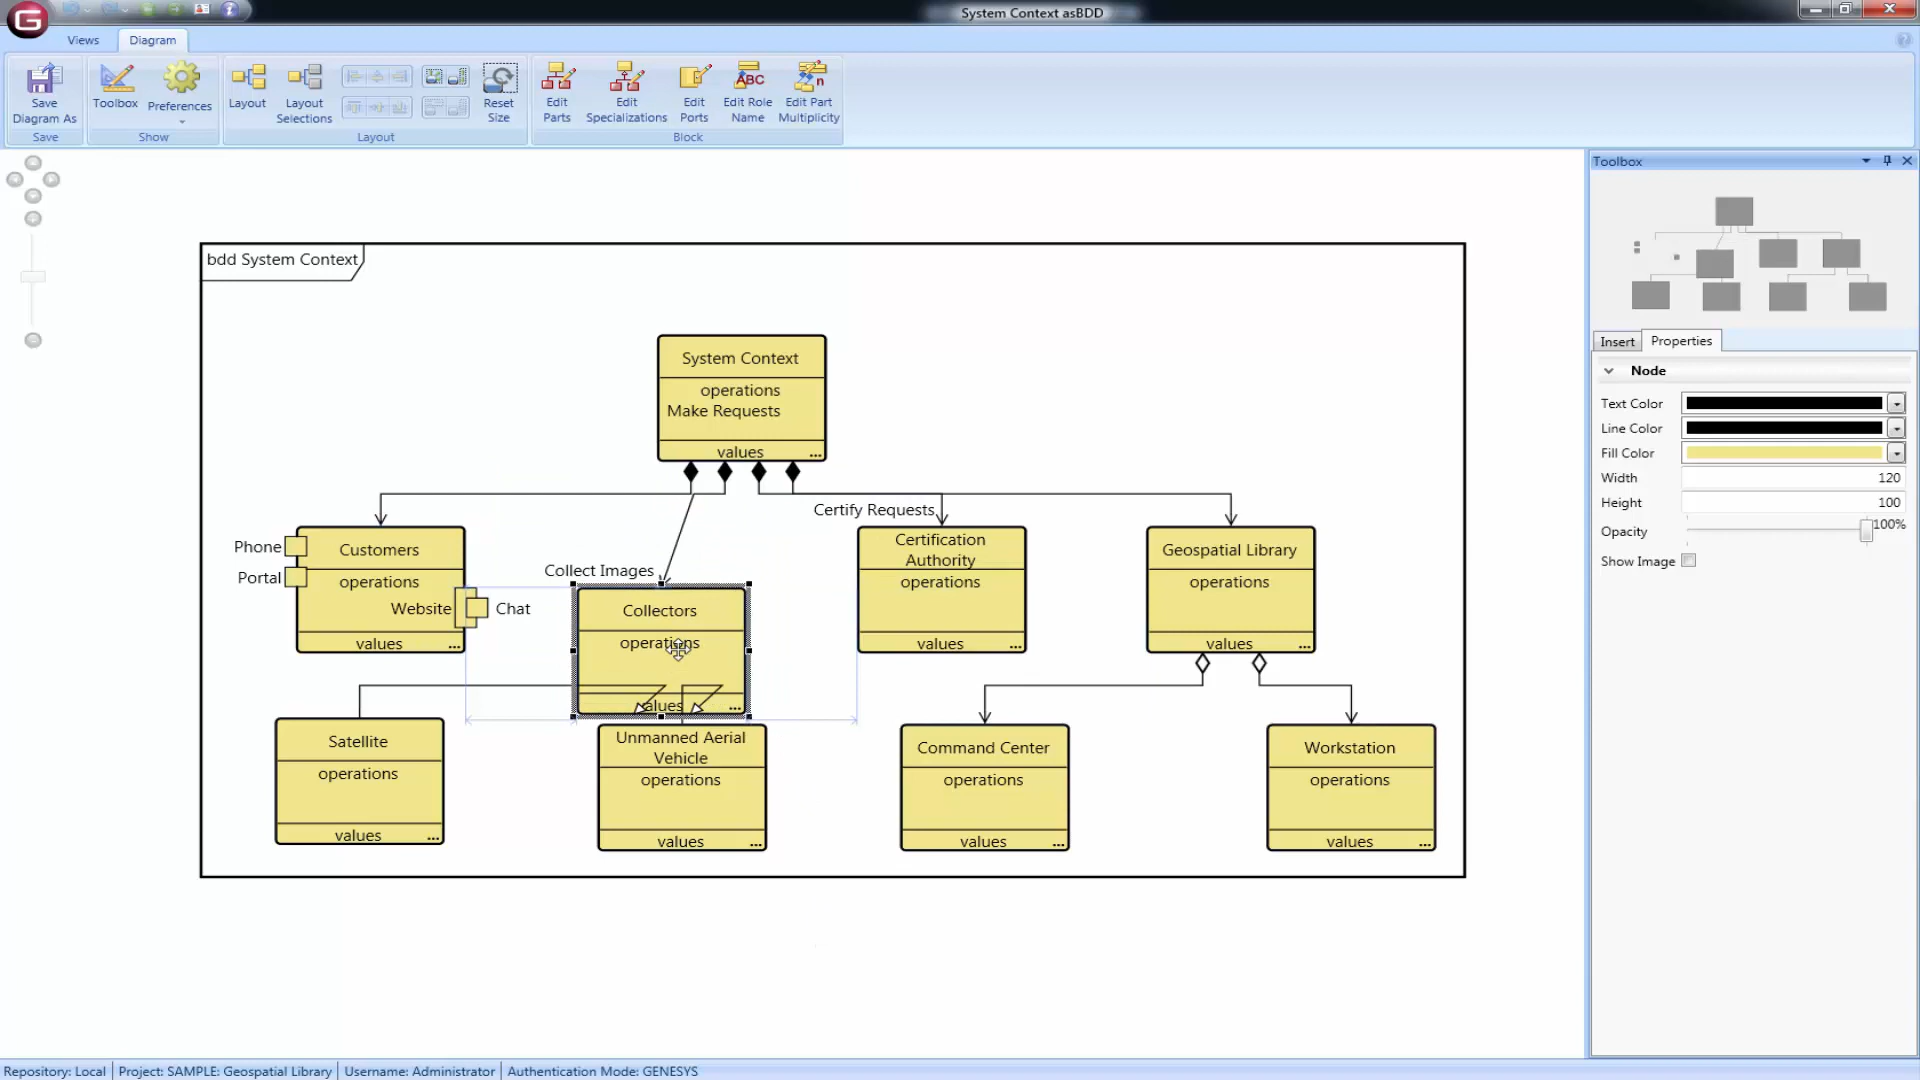 System Context asBDD
G
Views
Diagram
Save
Diagram As
Toolbox
Preferences
Layout
Layout
Selections
Reset
Size
Edit
Parts
Edit
Specializations
Edit
Ports
ABC
Edit Role
Name
n
Edit Part
Multiplicity
Save
Show
Layout
Block
Toolbox
Insert
Properties
Node
Text Color
Line Color
Fill Color
Width
120
Height
100
Opacity
100%
Show Image
bdd System Context
System Context
operations
Make Requests
values
...
Certify Requests
Phone
Portal
Customers
operations
Website
Chat
values
...
Collect Images
Collectors
operations
values
...
Certification
Authority
operations
values
...
Geospatial Library
operations
values
...
Satellite
operations
values
...
Unmanned Aerial
Vehicle
operations
values
...
Command Center
operations
values
...
Workstation
operations
values
...
Repository: Local
Project: SAMPLE: Geospatial Library
Username: Administrator
Authentication Mode: GENESYS